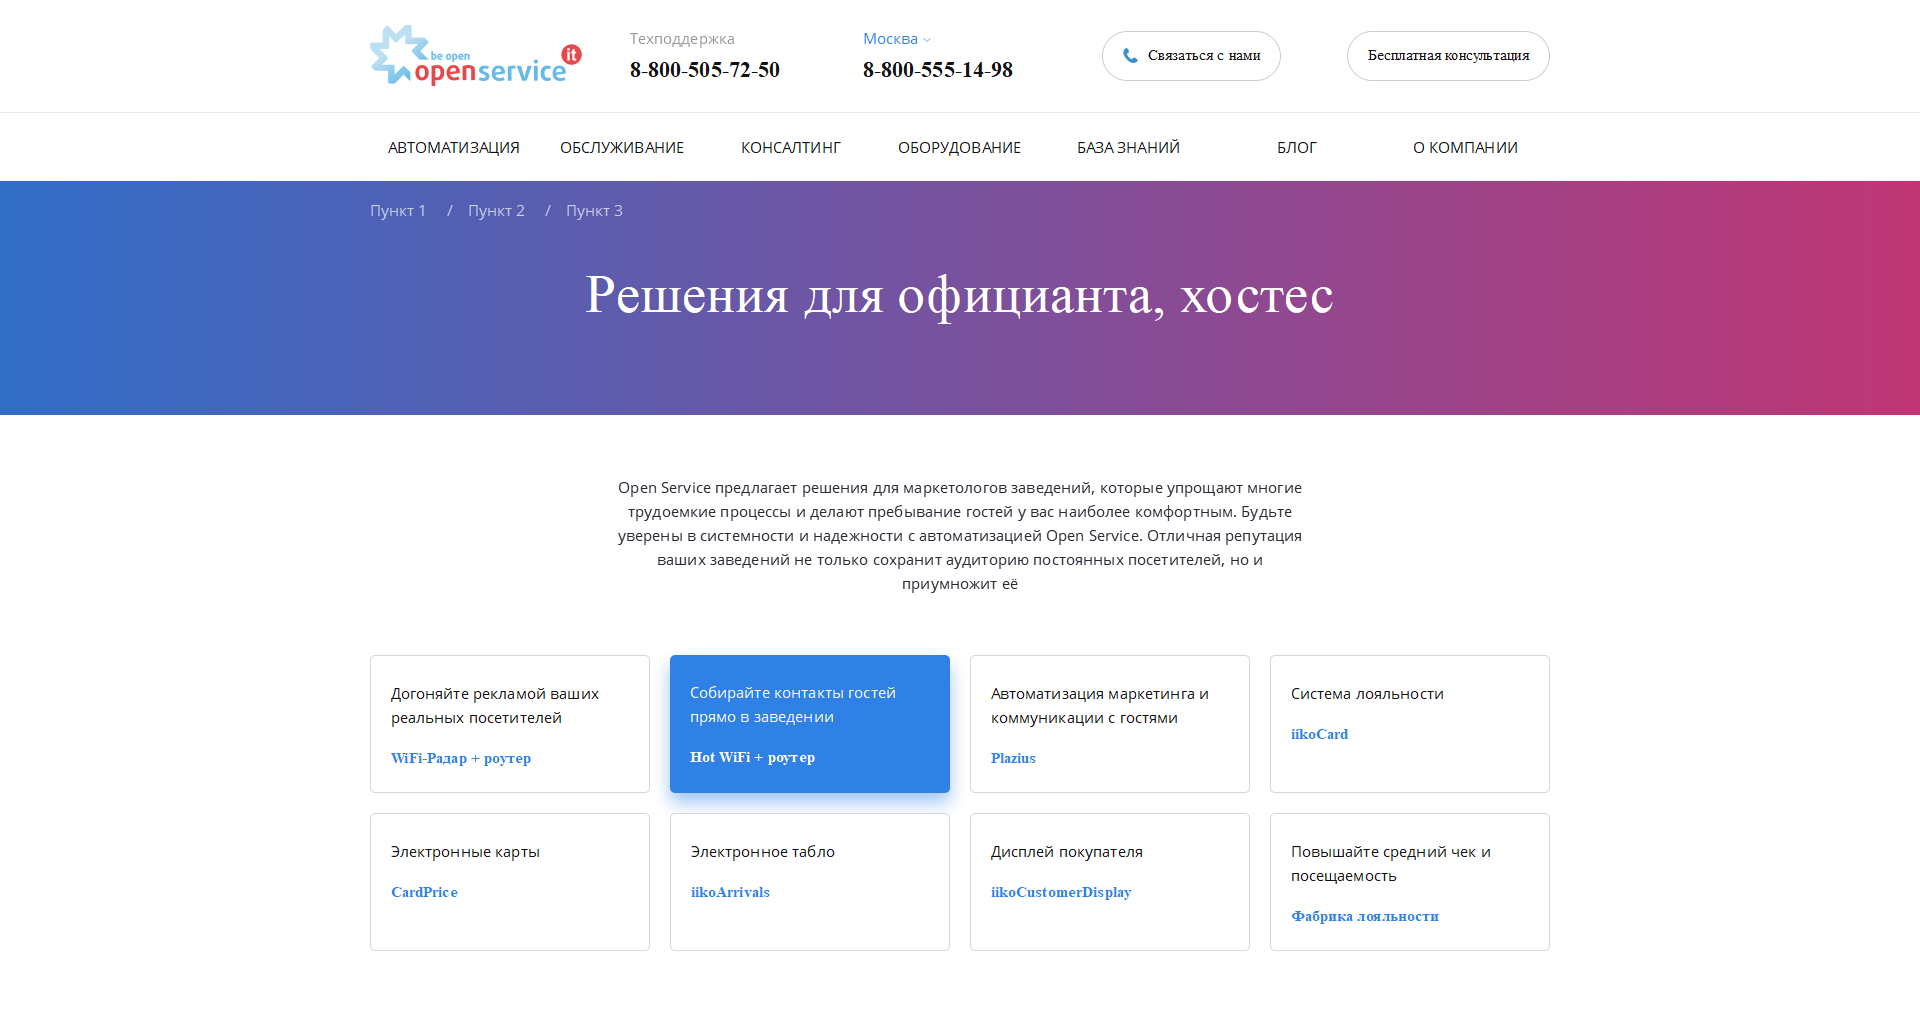 be open
openservice it
Техподдержка
8-800-505-72-50
Москва
8-800-555-14-98
Связаться с нами
Бесплатная консультация
АВТОМАТИЗАЦИЯ ОБСЛУЖИВАНИЕ КОНСАЛТИНГ ОБОРУДОВАНИЕ БАЗА ЗНАНИЙ БЛОГ О КОМПАНИИ
Пункт 1 / Пункт 2 / Пункт 3
Решения для официанта, хостес
Open Service предлагает решения для маркетологов заведений, которые упрощают многие
трудоемкие процессы и делают пребывание гостей у вас наиболее комфортным. Будьте
уверены в системности и надежности с автоматизацией Open Service. Отличная репутация
ваших заведений не только сохранит аудиторию постоянных посетителей, но и
приумножит её
Догоняйте рекламой ваших
реальных посетителей
WiFi-Радар + роутер
Собирайте контакты гостей
прямо в заведении
Hot WiFi + роутер
Автоматизация маркетинга и
коммуникации с гостями
Plazius
Система лояльности
iikoCard
Электронные карты
CardPrice
Электронное табло
iikoArrivals
Дисплей покупателя
iikoCustomerDisplay
Повышайте средний чек и
посещаемость
Фабрика лояльности